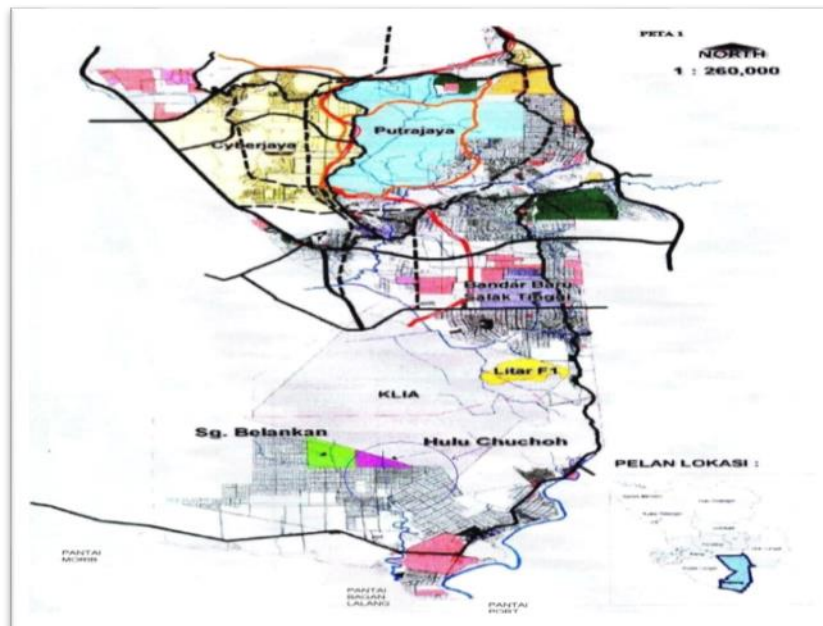 PETA 1
NORTH
1 : 260,000
Putrajaya
Cyberjaya
Bandar Baru
Salak Tinggi
Litar F1
KLIA
Sg. Belankan
Hulu Chuchoh
PELAN LOKASI :
PANTAI
MORIB
PANTAI
BAGAN
LALANG
PANTAI
PORT